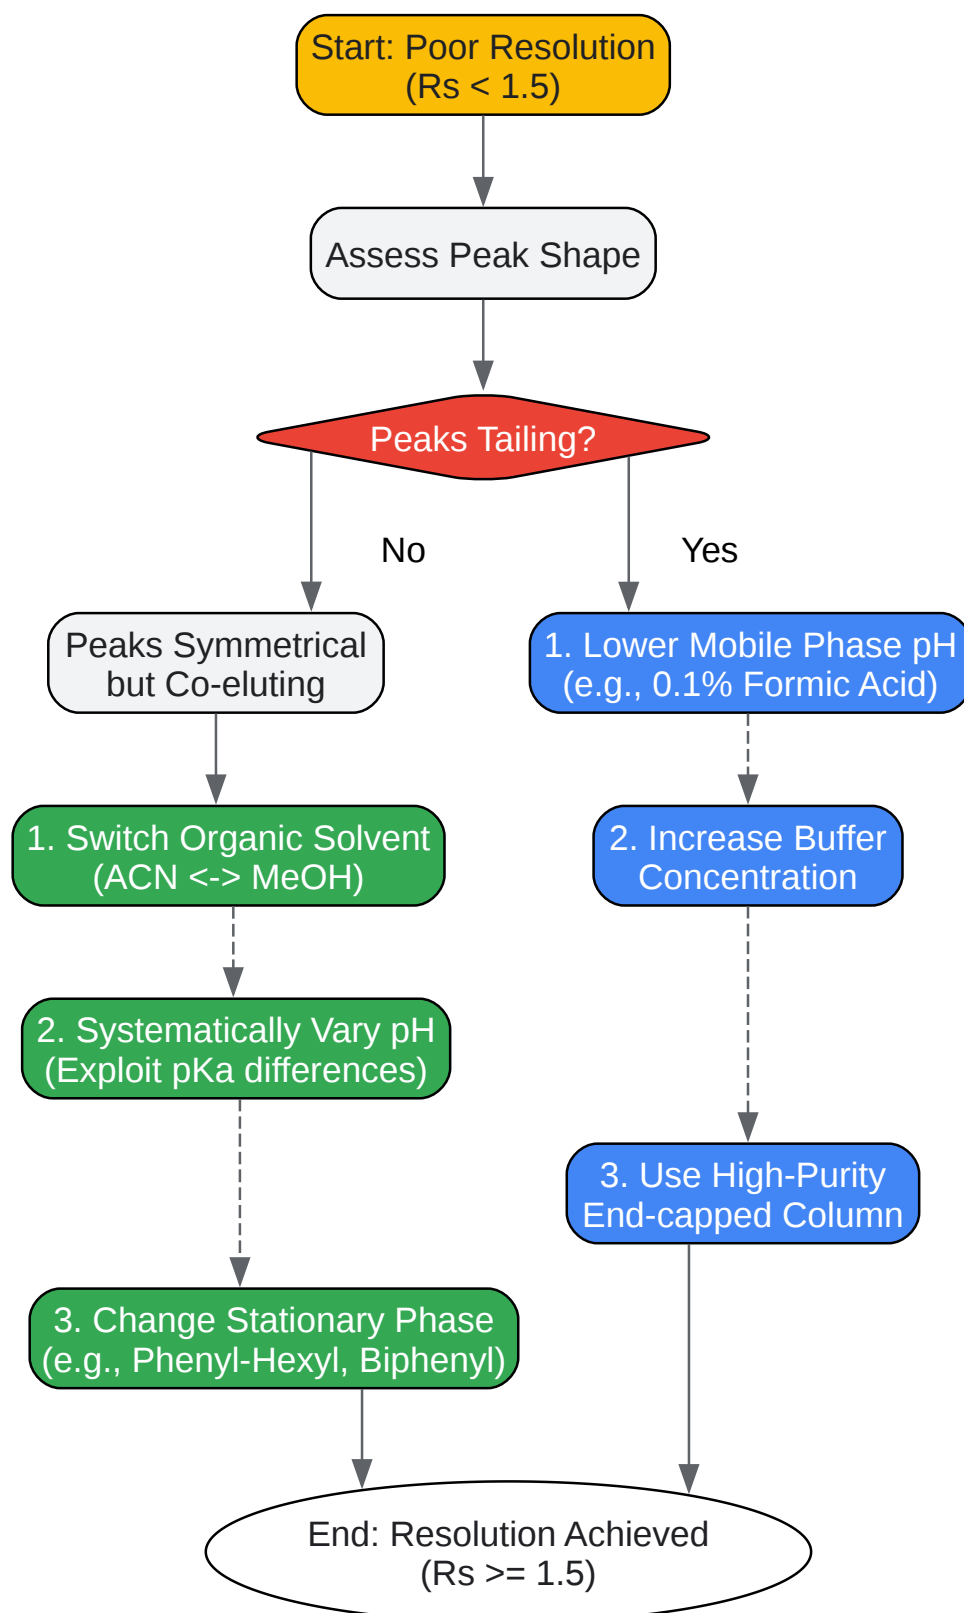 Start: Poor Resolution
(Rs < 1.5)
Assess Peak Shape
Peaks Tailing?
No
Yes
Peaks Symmetrical
but Co-eluting
1. Lower Mobile Phase pH
(e.g., 0.1% Formic Acid)
1. Switch Organic Solvent
(ACN <-> MeOH)
2. Increase Buffer
Concentration
2. Systematically Vary pH
(Exploit pKa differences)
3. Use High-Purity
End-capped Column
3. Change Stationary Phase
(e.g., Phenyl-Hexyl, Biphenyl)
End: Resolution Achieved
(Rs >= 1.5)